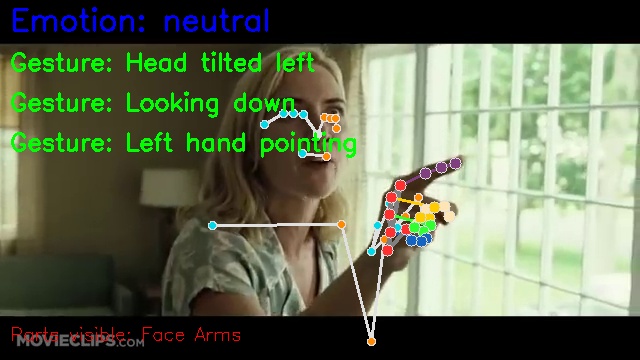 Emotion: neutral
Gesture: Head tilted left
Gesture: Looking down
Gesture: Left hand pointing
Parts visible: Face Arms
MOVIECLIPS.COM